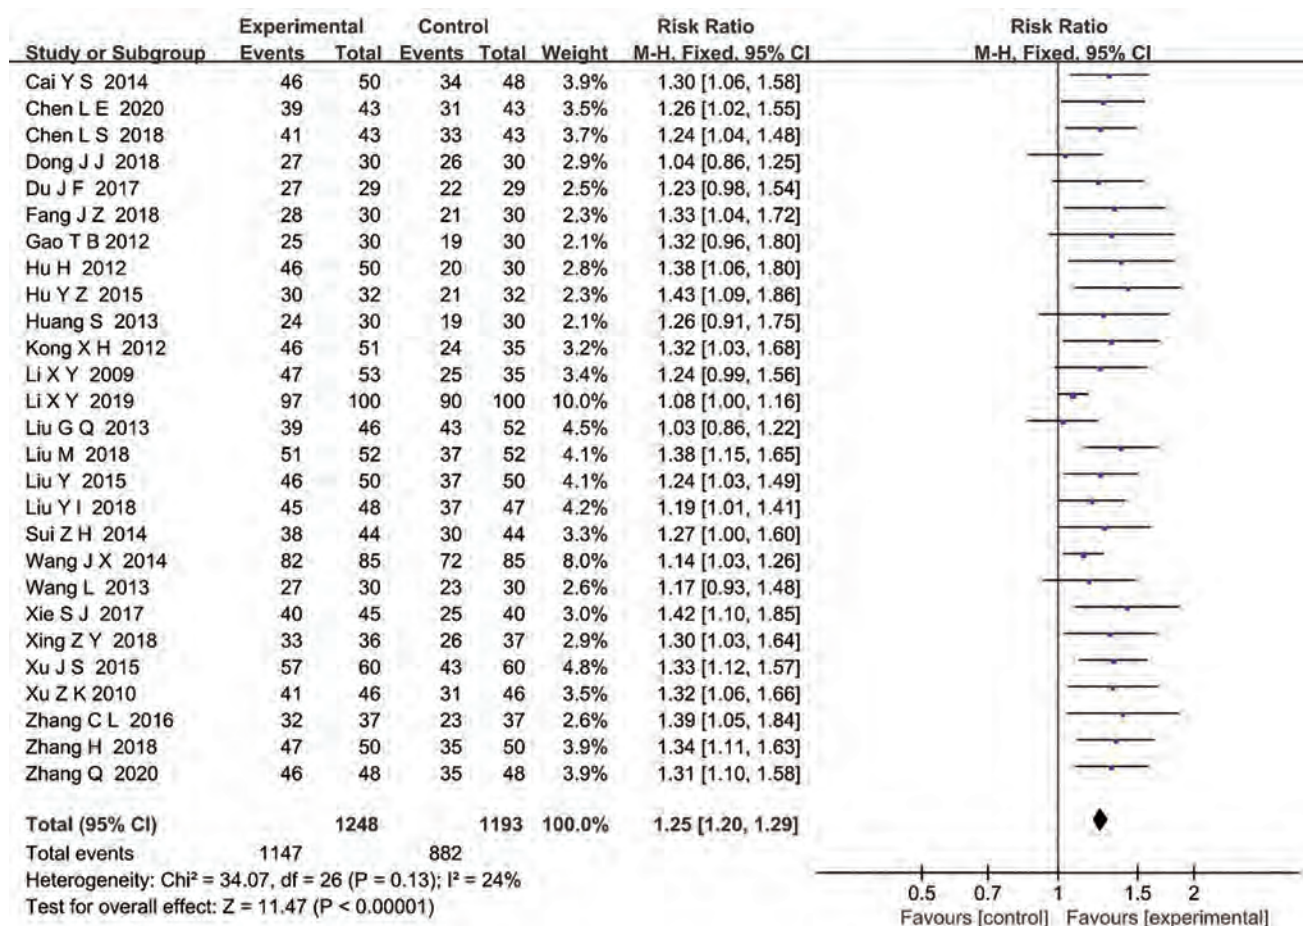 Experimental Control Risk Ratio Risk Ratio
Study or Subgroup Events Total Events Total Weight M-H, Fixed, 95% CI M-H, Fixed, 95% CI
Cai Y S 2014 46 50 34 48 3.9% 1.30 [1.06, 1.58]
Chen L E 2020 39 43 31 43 3.5% 1.26 [1.02, 1.55]
Chen L S 2018 41 43 33 43 3.7% 1.24 [1.04, 1.48]
Dong J J 2018 27 30 26 30 2.9% 1.04 [0.86, 1.25]
Du J F 2017 27 29 22 29 2.5% 1.23 [0.98, 1.54]
Fang J Z 2018 28 30 21 30 2.3% 1.33 [1.04, 1.72]
Gao T B 2012 25 30 19 30 2.1% 1.32 [0.96, 1.80]
Hu H 2012 46 50 20 30 2.8% 1.38 [1.06, 1.80]
Hu Y Z 2015 30 32 21 32 2.3% 1.43 [1.09, 1.86]
Huang S 2013 24 30 19 30 2.1% 1.26 [0.91, 1.75]
Kong X H 2012 46 51 24 35 3.2% 1.32 [1.03, 1.68]
Li X Y 2009 47 53 25 35 3.4% 1.24 [0.99, 1.56]
Li X Y 2019 97 100 90 100 10.0% 1.08 [1.00, 1.16]
Liu G Q 2013 39 46 43 52 4.5% 1.03 [0.86, 1.22]
Liu M 2018 51 52 37 52 4.1% 1.38 [1.15, 1.65]
Liu Y 2015 46 50 37 50 4.1% 1.24 [1.03, 1.49]
Liu Y I 2018 45 48 37 47 4.2% 1.19 [1.01, 1.41]
Sui Z H 2014 38 44 30 44 3.3% 1.27 [1.00, 1.60]
Wang J X 2014 82 85 72 85 8.0% 1.14 [1.03, 1.26]
Wang L 2013 27 30 23 30 2.6% 1.17 [0.93, 1.48]
Xie S J 2017 40 45 25 40 3.0% 1.42 [1.10, 1.85]
Xing Z Y 2018 33 36 26 37 2.9% 1.30 [1.03, 1.64]
Xu J S 2015 57 60 43 60 4.8% 1.33 [1.12, 1.57]
Xu Z K 2010 41 46 31 46 3.5% 1.32 [1.06, 1.66]
Zhang C L 2016 32 37 23 37 2.6% 1.39 [1.05, 1.84]
Zhang H 2018 47 50 35 50 3.9% 1.34 [1.11, 1.63]
Zhang Q 2020 46 48 35 48 3.9% 1.31 [1.10, 1.58]
Total (95% CI) 1248 1193 100.0% 1.25 [1.20, 1.29]
Total events 1147 882
Heterogeneity: Chi² = 34.07, df = 26 (P = 0.13); I² = 24%
Test for overall effect: Z = 11.47 (P < 0.00001)
0.5 0.7 1 1.5 2
Favours [control] Favours [experimental]